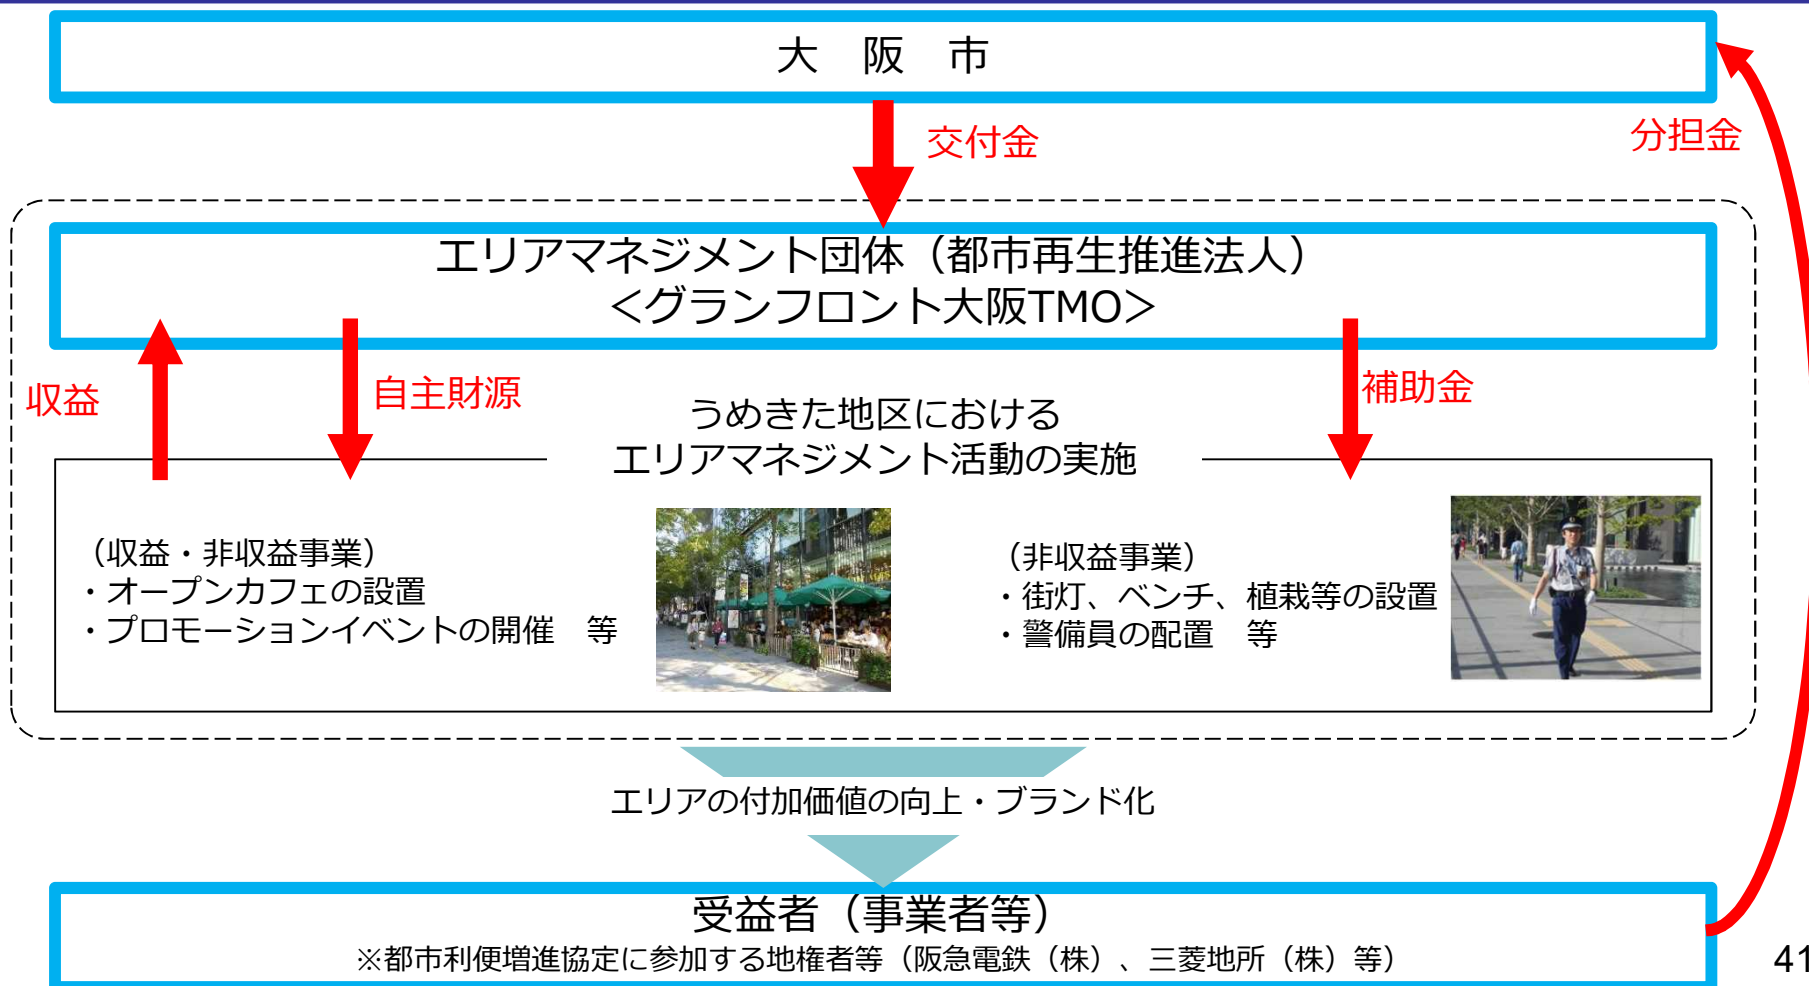 大　阪　市
交付金
分担金
エリアマネジメント団体（都市再生推進法人）
＜グランフロント大阪TMO＞
収益
自主財源
補助金
うめきた地区における
エリアマネジメント活動の実施
（収益・非収益事業）
・オープンカフェの設置
・プロモーションイベントの開催　等
（非収益事業）
・街灯、ベンチ、植栽等の設置
・警備員の配置　等
エリアの付加価値の向上・ブランド化
受益者（事業者等）
※都市利便増進協定に参加する地権者等（阪急電鉄（株）、三菱地所（株）等）
41